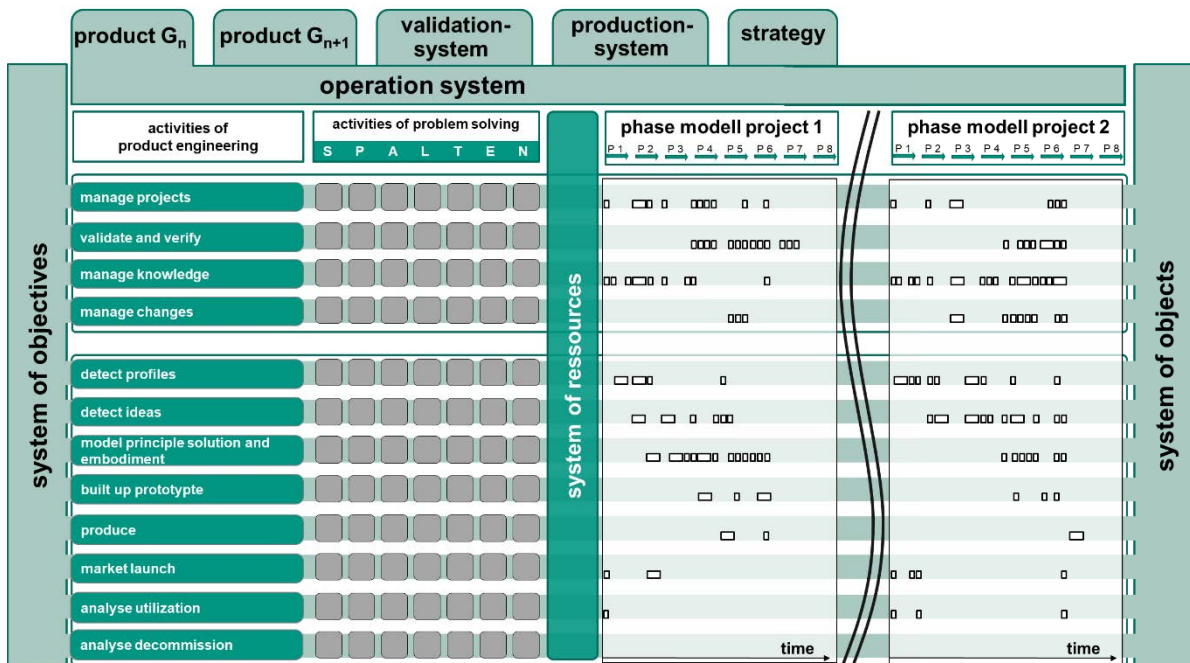 product Gn
product Gn+1
validation-
system
production-
system
strategy
operation system
system of objectives
activities of
product engineering
activities of problem solving
S P A L T E N
system of ressources
phase modell project 1
P 1 P 2 P 3 P 4 P 5 P 6 P 7 P 8
phase modell project 2
P 1 P 2 P 3 P 4 P 5 P 6 P 7 P 8
system of objects
manage projects
validate and verify
manage knowledge
manage changes
detect profiles
detect ideas
model principle solution and
embodiment
built up prototypte
produce
market launch
analyse utilization
analyse decommission
time
time